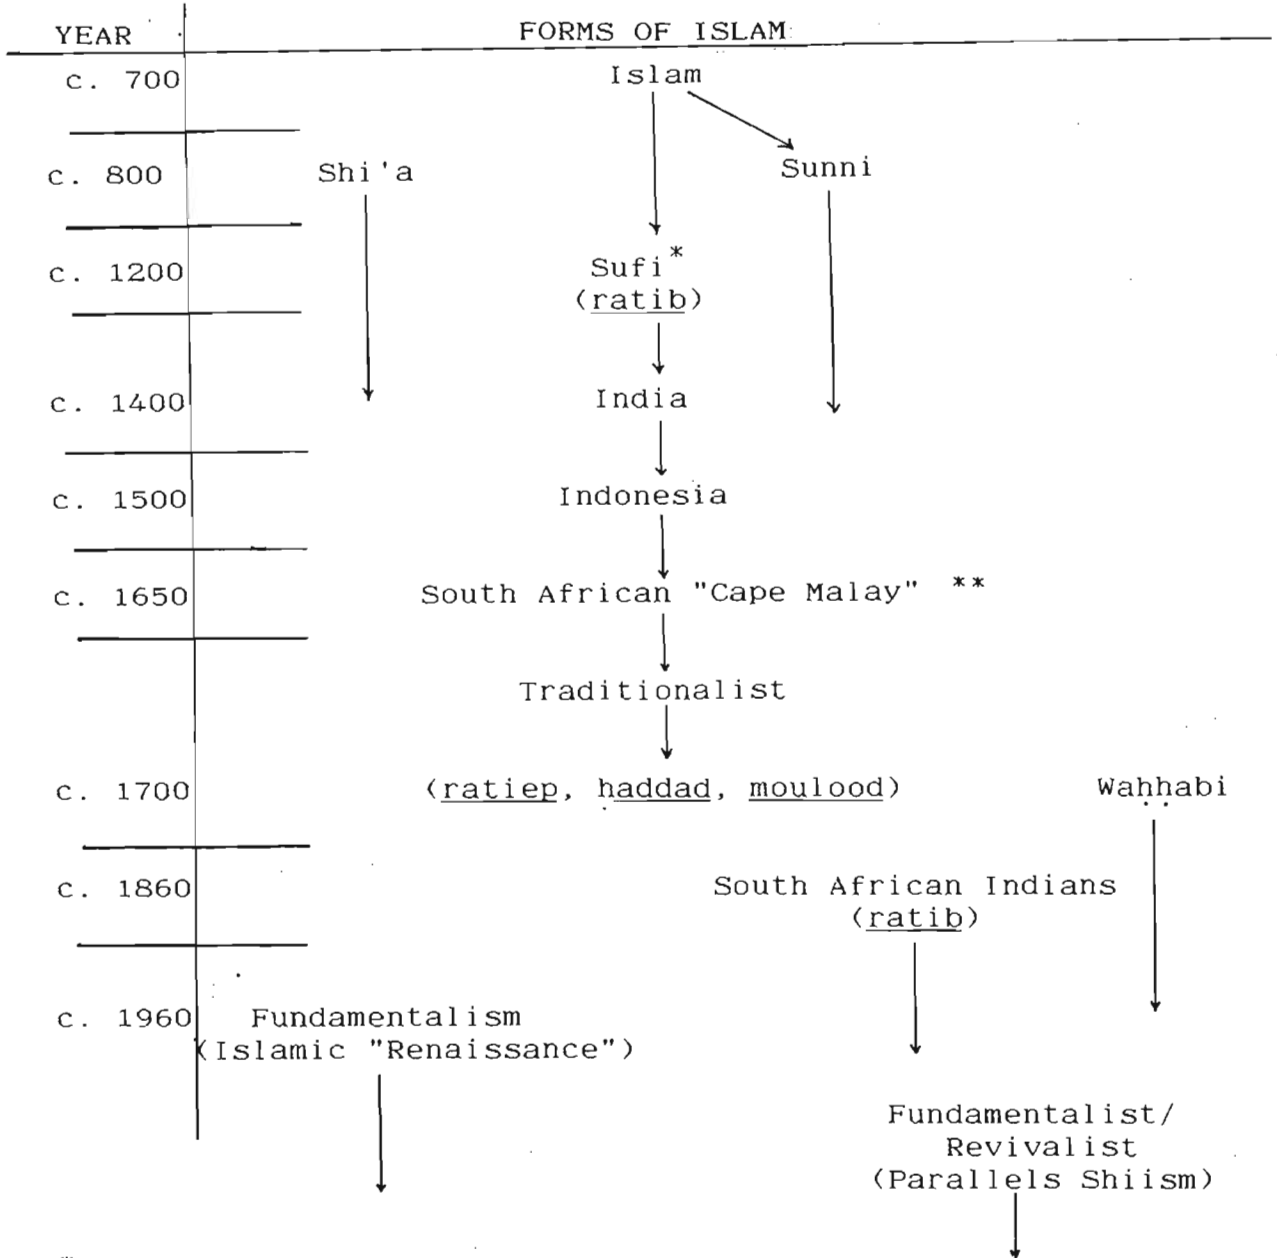 YEAR FORMS OF ISLAM
c. 700 Islam
c. 800 Shi'a Sunni
c. 1200 Sufi*
(ratib)
c. 1400 India
c. 1500 Indonesia
c. 1650 South African "Cape Malay" **
Traditionalist
c. 1700 (ratiep, haddad, moulood) Waḥḥabi
c. 1860 South African Indians
(ratib)
c. 1960 Fundamentalism
(Islamic "Renaissance")
Fundamentalist/
Revivalist
(Parallels Shiism)